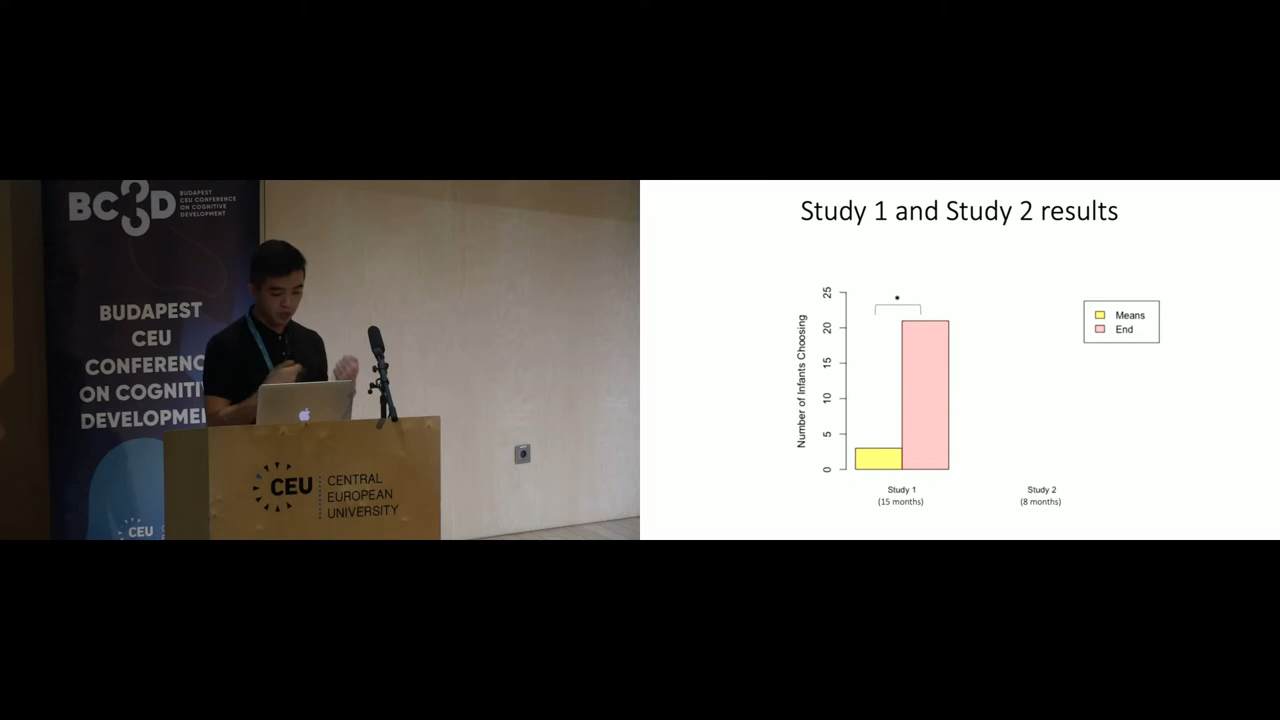 BC3D
BUDAPEST
CEU CONFERENCE
ON COGNITIVE
DEVELOPMENT
BUDAPEST
CEU
CONFERENC
ON COGNITIV
DEVELOPMEN
CEU
CEU
CENTRAL
EUROPEAN
UNIVERSITY
Study 1 and Study 2 results
Number of Infants Choosing
25
20
15
10
5
0
*
Means
End
Study 1
(15 months)
Study 2
(8 months)